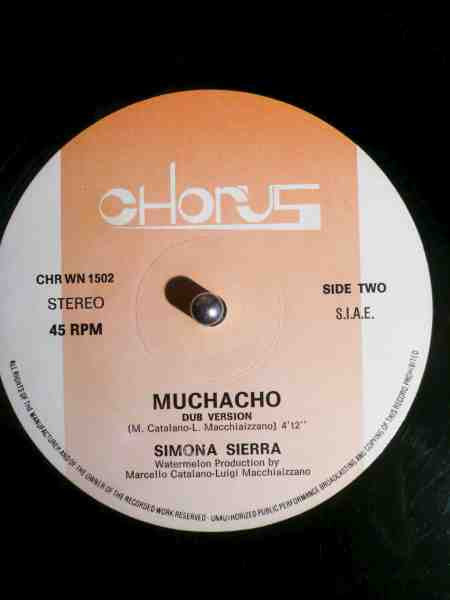 CHORUS
CHR WN 1502
STEREO
45 RPM
SIDE TWO
S.I.A.E.
MUCHACHO
DUB VERSION
(M. Catalano-L. Macchiaizzano) 4'12"
SIMONA SIERRA
Watermelon Production by
Marcello Catalano-Luigi Macchiaizzano
ALL RIGHTS OF THE MANUFACTURER AND OF THE OWNER OF THE RECORDED WORK RESERVED - UNAUTHORIZED PUBLIC PERFORMANCE BROADCASTING AND COPYING OF THIS RECORD PROHIBITED